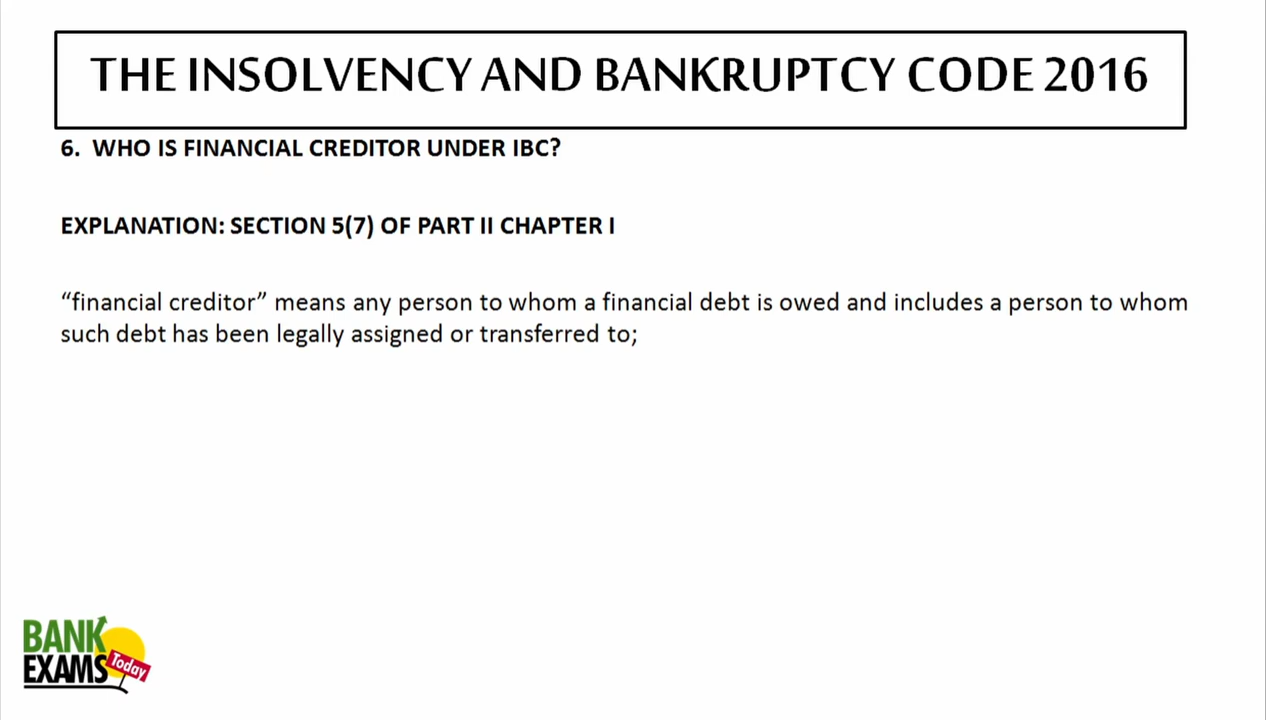 THE INSOLVENCY AND BANKRUPTCY CODE 2016
6. WHO IS FINANCIAL CREDITOR UNDER IBC?
EXPLANATION: SECTION 5(7) OF PART II CHAPTER I
“financial creditor” means any person to whom a financial debt is owed and includes a person to whom
such debt has been legally assigned or transferred to;
BANK
EXAMS
Today